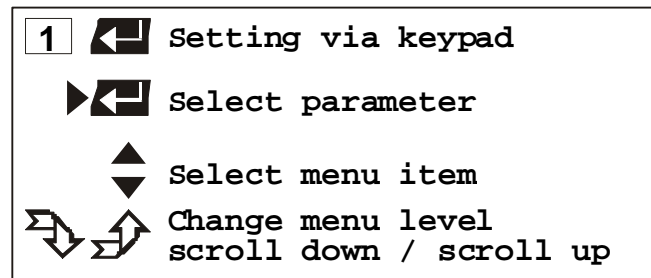 1 Setting via keypad
Select parameter
Select menu item
Change menu level
scroll down / scroll up